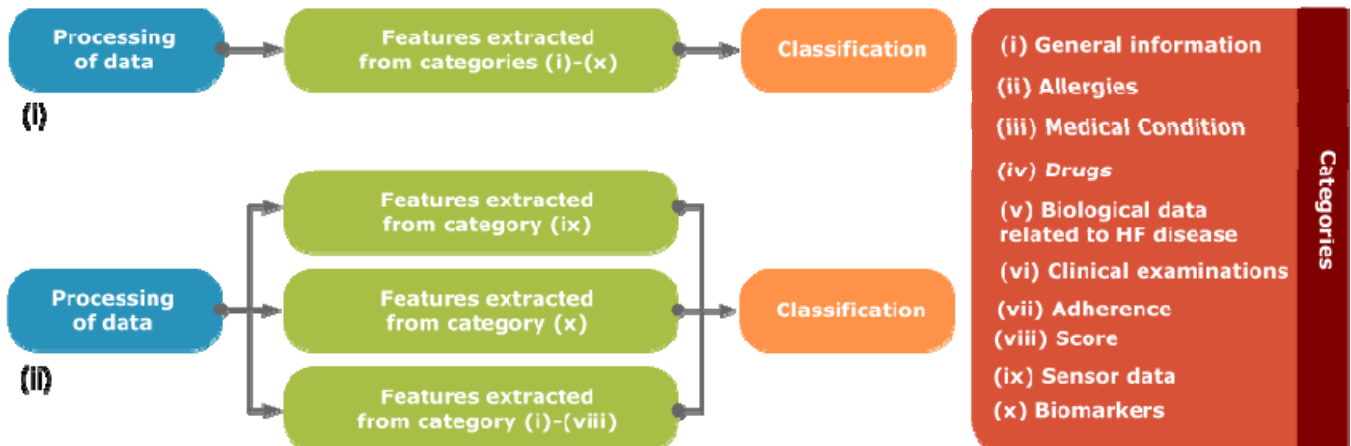 Processing
of data
Features extracted
from categories (i)-(x)
Classification
(I)
Processing
of data
Features extracted
from category (ix)
Features extracted
from category (x)
Features extracted
from category (i)-(viii)
Classification
(II)
(i) General information
(ii) Allergies
(iii) Medical Condition
(iv) Drugs
(v) Biological data
related to HF disease
(vi) Clinical examinations
(vii) Adherence
(viii) Score
(ix) Sensor data
(x) Biomarkers
Categories